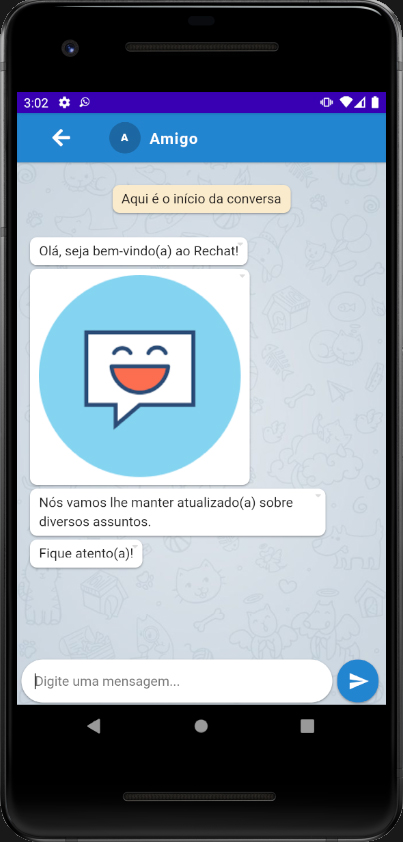 3:02
A Amigo
Aqui é o início da conversa
Olá, seja bem-vindo(a) ao Rechat!
Nós vamos lhe manter atualizado(a) sobre
diversos assuntos.
Fique atento(a)!
Digite uma mensagem...